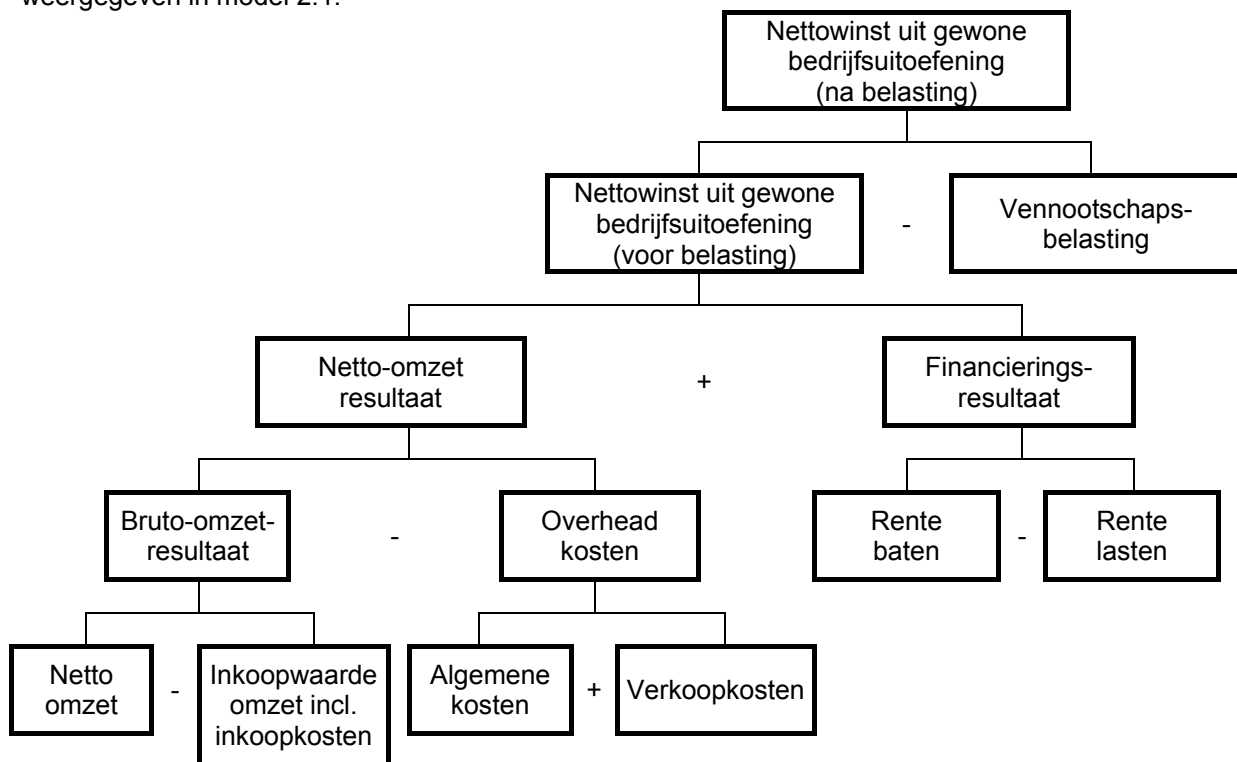 weergegeven in model 2.1.
Nettowinst uit gewone
bedrijfsuitoefening
(na belasting)
Nettowinst uit gewone
bedrijfsuitoefening
(voor belasting)
-
Vennootschaps-
belasting
Netto-omzet
resultaat
+
Financierings-
resultaat
Bruto-omzet-
resultaat
-
Overhead
kosten
Rente
baten
-
Rente
lasten
Netto
omzet
-
Inkoopwaarde
omzet incl.
inkoopkosten
Algemene
kosten
+
Verkoopkosten